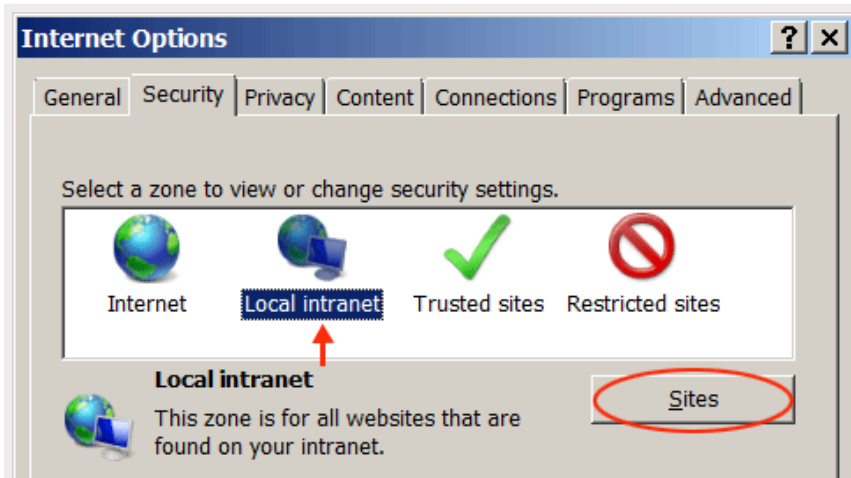 Internet Options ? X
General Security Privacy Content Connections Programs Advanced
Select a zone to view or change security settings.
Internet Local intranet Trusted sites Restricted sites
Local intranet
Sites
This zone is for all websites that are
found on your intranet.